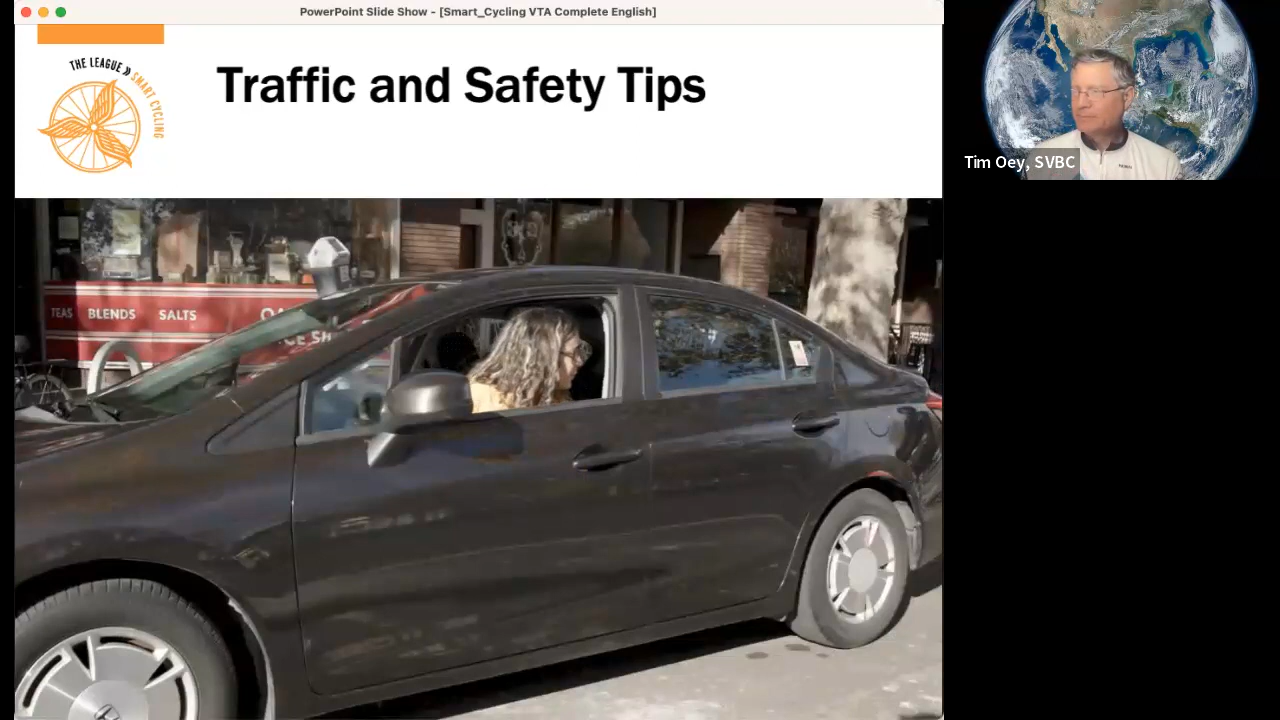 PowerPoint Slide Show - [Smart_Cycling VTA Complete English]
THE LEAGUE » SMART CYCLING
Traffic and Safety Tips
Tim Oey, SVBC
TEAS BLENDS SALTS